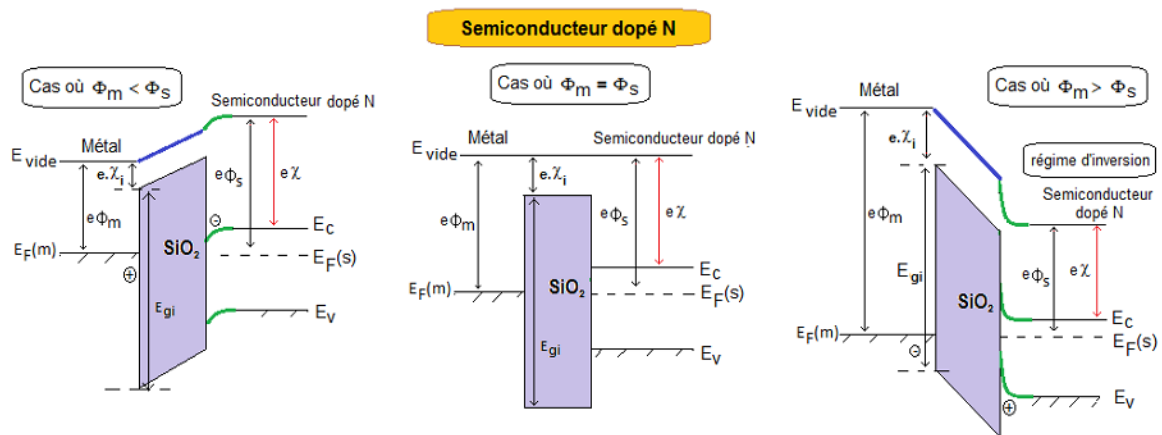 Semiconducteur dopé N
Cas où Φm < Φs
Semiconducteur dopé N
Métal
E vide
e.χi
eΦm
eΦs
eχ
⊖
Ec
EF(m)
SiO2
EF(s)
⊕
Egi
Ev
Cas où Φm = Φs
Métal
Semiconducteur dopé N
E vide
e.χi
eΦm
eΦs
eχ
Ec
EF(m)
SiO2
EF(s)
Egi
Ev
Cas où Φm > Φs
Métal
E vide
e.χi
régime d'inversion
Semiconducteur
dopé N
eΦm
Egi
eΦs
eχ
SiO2
Ec
EF(m)
EF(s)
⊖
Ev
⊕